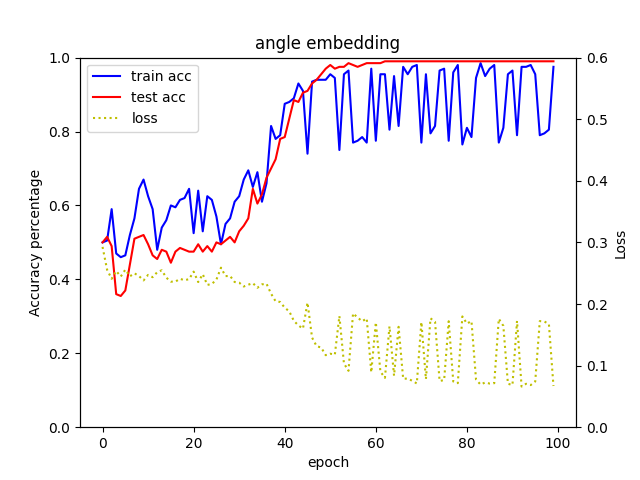 angle embedding
train acc
test acc
loss
Accuracy percentage
1.0
0.8
0.6
0.4
0.2
0.0
0.6
0.5
0.4
0.3
0.2
0.1
0.0
Loss
0 20 40 60 80 100
epoch